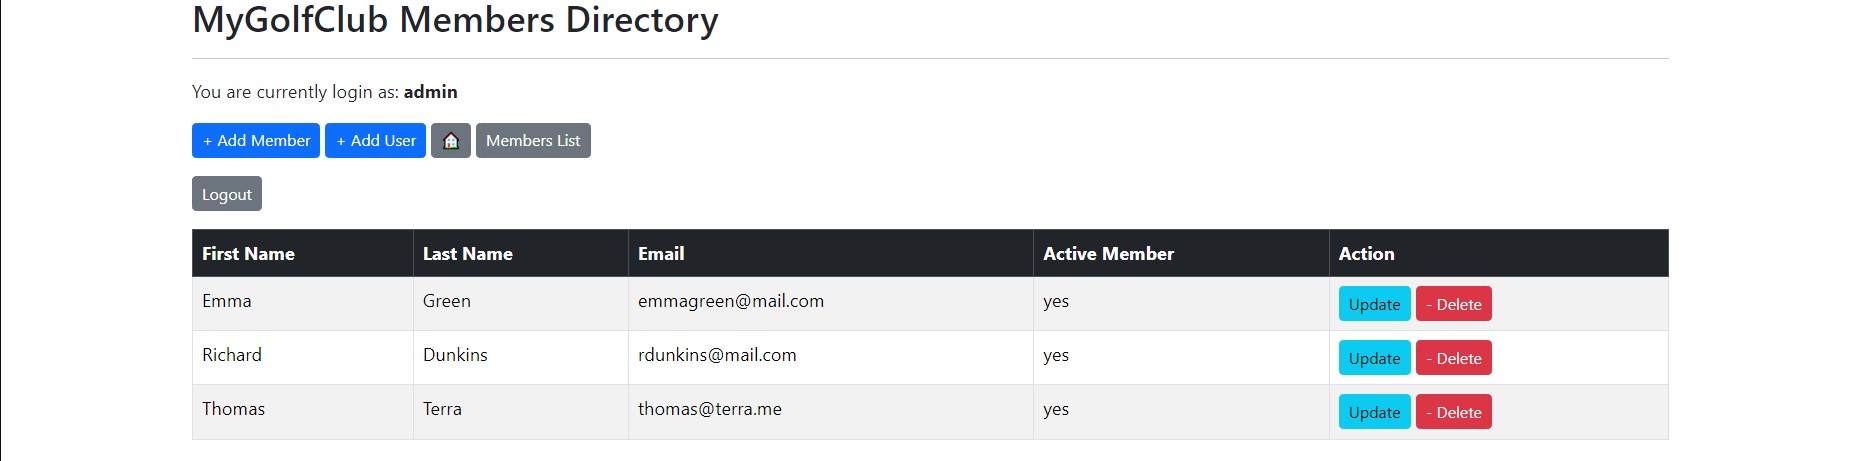 MyGolfClub Members Directory
You are currently login as: admin
+ Add Member + Add User Members List
Logout
First Name Last Name Email Active Member Action
Emma Green emmagreen@mail.com yes Update - Delete
Richard Dunkins rdunkins@mail.com yes Update - Delete
Thomas Terra thomas@terra.me yes Update - Delete